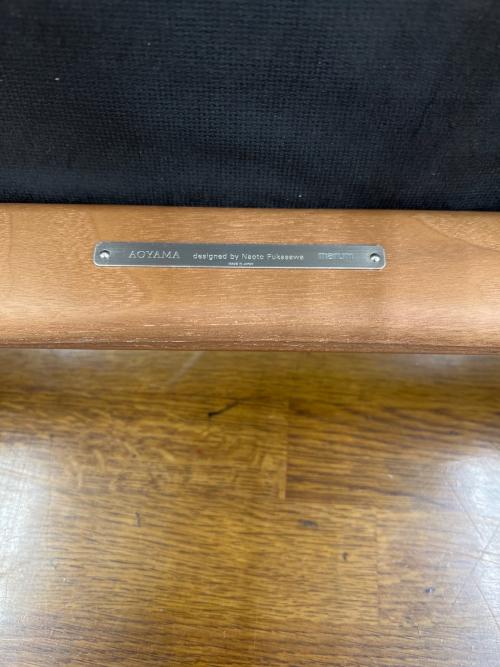 AOYAMA designed by Naoto Fukasawa maruni
MADE IN JAPAN